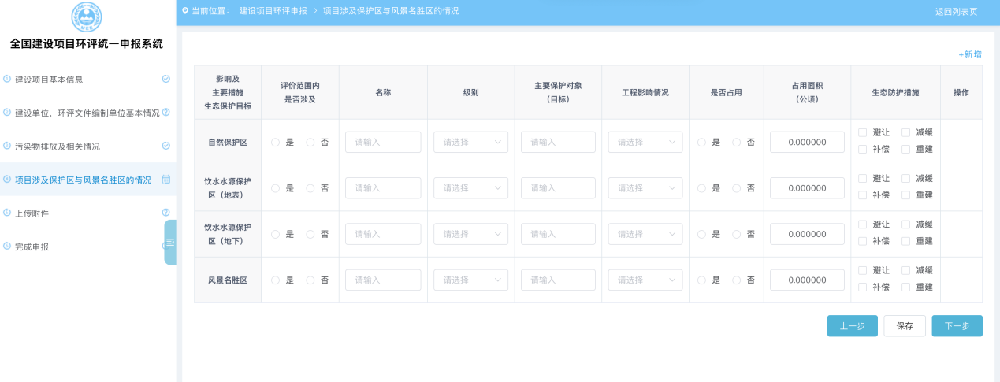 当前位置： 建设项目环评申报 > 项目涉及保护区与风景名胜区的情况
返回列表页
MEE
全国建设项目环评统一申报系统
1 建设项目基本信息
2 建设单位，环评文件编制单位基本情况
3 污染物排放及相关情况
4 项目涉及保护区与风景名胜区的情况
5 上传附件
6 完成申报
+新增
影响及
主要措施
生态保护目标
评价范围内
是否涉及
名称
级别
主要保护对象
（目标）
工程影响情况
是否占用
占用面积
（公顷）
生态防护措施
操作
自然保护区
是 否
请输入
请选择
请输入
请选择
是 否
0.000000
避让 减缓
补偿 重建
饮水水源保护
区（地表）
是 否
请输入
请选择
请输入
请选择
是 否
0.000000
避让 减缓
补偿 重建
饮水水源保护
区（地下）
是 否
请输入
请选择
请输入
请选择
是 否
0.000000
避让 减缓
补偿 重建
风景名胜区
是 否
请输入
请选择
请输入
请选择
是 否
0.000000
避让 减缓
补偿 重建
上一步
保存
下一步